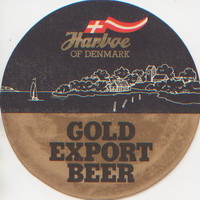 Harboe
OF DENMARK
GOLD
EXPORT
BEER